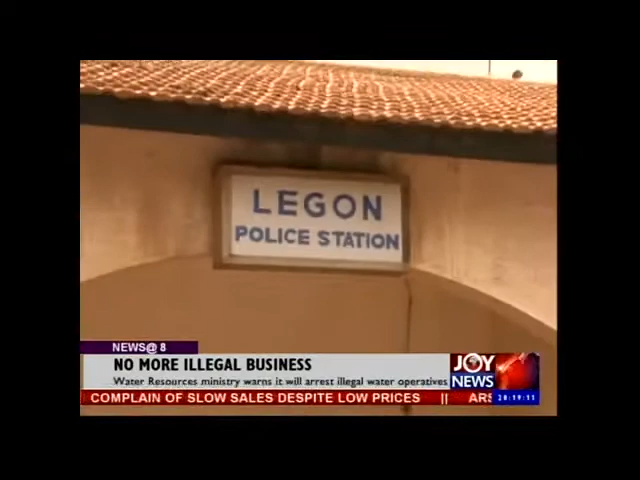 LEGON
POLICE STATION
NEWS@8
NO MORE ILLEGAL BUSINESS
Water Resources ministry warns it will arrest illegal water operatives
JOY
NEWS
COMPLAIN OF SLOW SALES DESPITE LOW PRICES || ARS
20:19:11